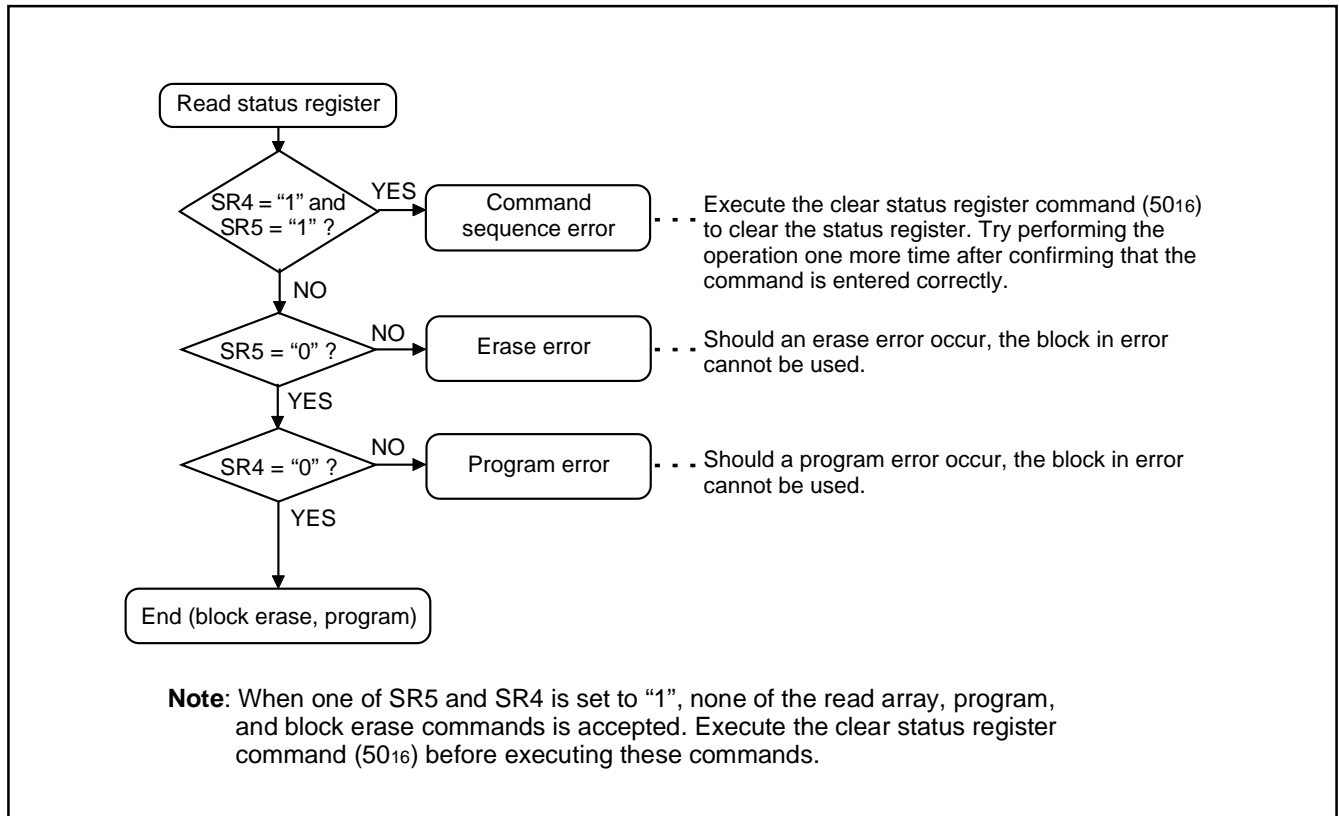 Read status register
SR4 = “1” and
SR5 = “1” ?
YES
Command
sequence error
Execute the clear status register command (5016)
to clear the status register. Try performing the
operation one more time after confirming that the
command is entered correctly.
NO
SR5 = “0” ?
NO
Erase error
Should an erase error occur, the block in error
cannot be used.
YES
SR4 = “0” ?
NO
Program error
Should a program error occur, the block in error
cannot be used.
YES
End (block erase, program)
Note: When one of SR5 and SR4 is set to “1”, none of the read array, program,
and block erase commands is accepted. Execute the clear status register
command (5016) before executing these commands.